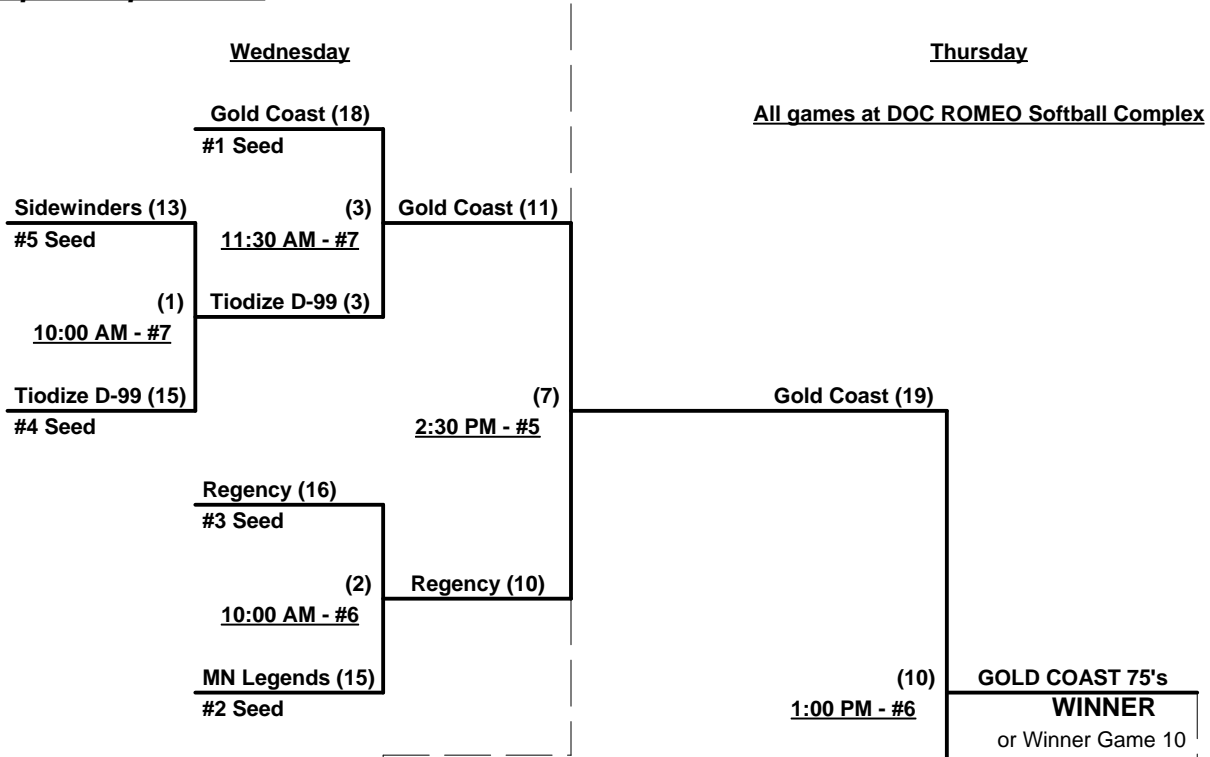 Wednesday
Thursday
Gold Coast (18)
All games at DOC ROMEO Softball Complex
#1 Seed
Sidewinders (13)
(3)
Gold Coast (11)
#5 Seed
11:30 AM - #7
(1)
Tiodize D-99 (3)
10:00 AM - #7
Tiodize D-99 (15)
(7)
Gold Coast (19)
#4 Seed
2:30 PM - #5
Regency (16)
#3 Seed
(2)
Regency (10)
10:00 AM - #6
MN Legends (15)
(10)
GOLD COAST 75's
#2 Seed
1:00 PM - #6
WINNER
or Winner Game 10